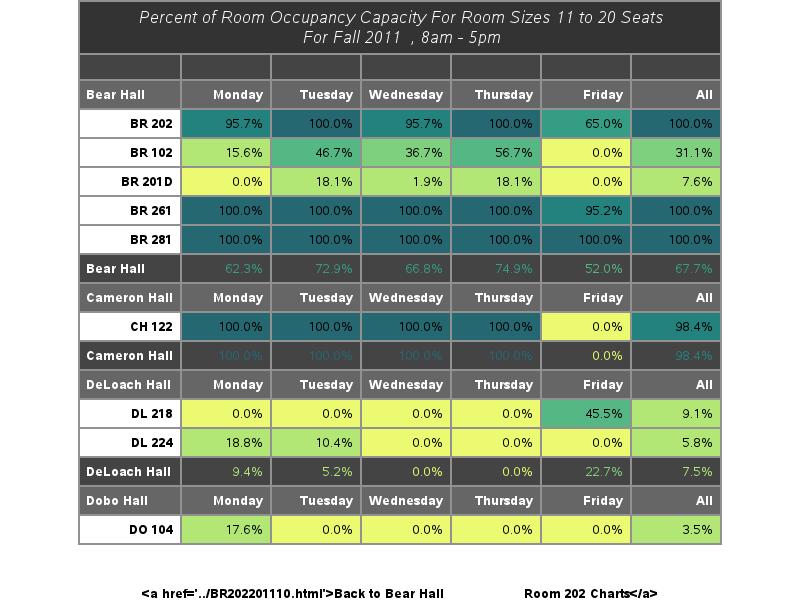 Percent of Room Occupancy Capacity For Room Sizes 11 to 20 Seats
For Fall 2011 , 8am - 5pm
Bear Hall Monday Tuesday Wednesday Thursday Friday All
BR 202 95.7% 100.0% 95.7% 100.0% 65.0% 100.0%
BR 102 15.6% 46.7% 36.7% 56.7% 0.0% 31.1%
BR 201D 0.0% 18.1% 1.9% 18.1% 0.0% 7.6%
BR 261 100.0% 100.0% 100.0% 100.0% 95.2% 100.0%
BR 281 100.0% 100.0% 100.0% 100.0% 100.0% 100.0%
Bear Hall 62.3% 72.9% 66.8% 74.9% 52.0% 67.7%
Cameron Hall Monday Tuesday Wednesday Thursday Friday All
CH 122 100.0% 100.0% 100.0% 100.0% 0.0% 98.4%
Cameron Hall 100.0% 100.0% 100.0% 100.0% 0.0% 98.4%
DeLoach Hall Monday Tuesday Wednesday Thursday Friday All
DL 218 0.0% 0.0% 0.0% 0.0% 45.5% 9.1%
DL 224 18.8% 10.4% 0.0% 0.0% 0.0% 5.8%
DeLoach Hall 9.4% 5.2% 0.0% 0.0% 22.7% 7.5%
Dobo Hall Monday Tuesday Wednesday Thursday Friday All
DO 104 17.6% 0.0% 0.0% 0.0% 0.0% 3.5%
<a href='../BR202201110.html'>Back to Bear Hall Room 202 Charts</a>